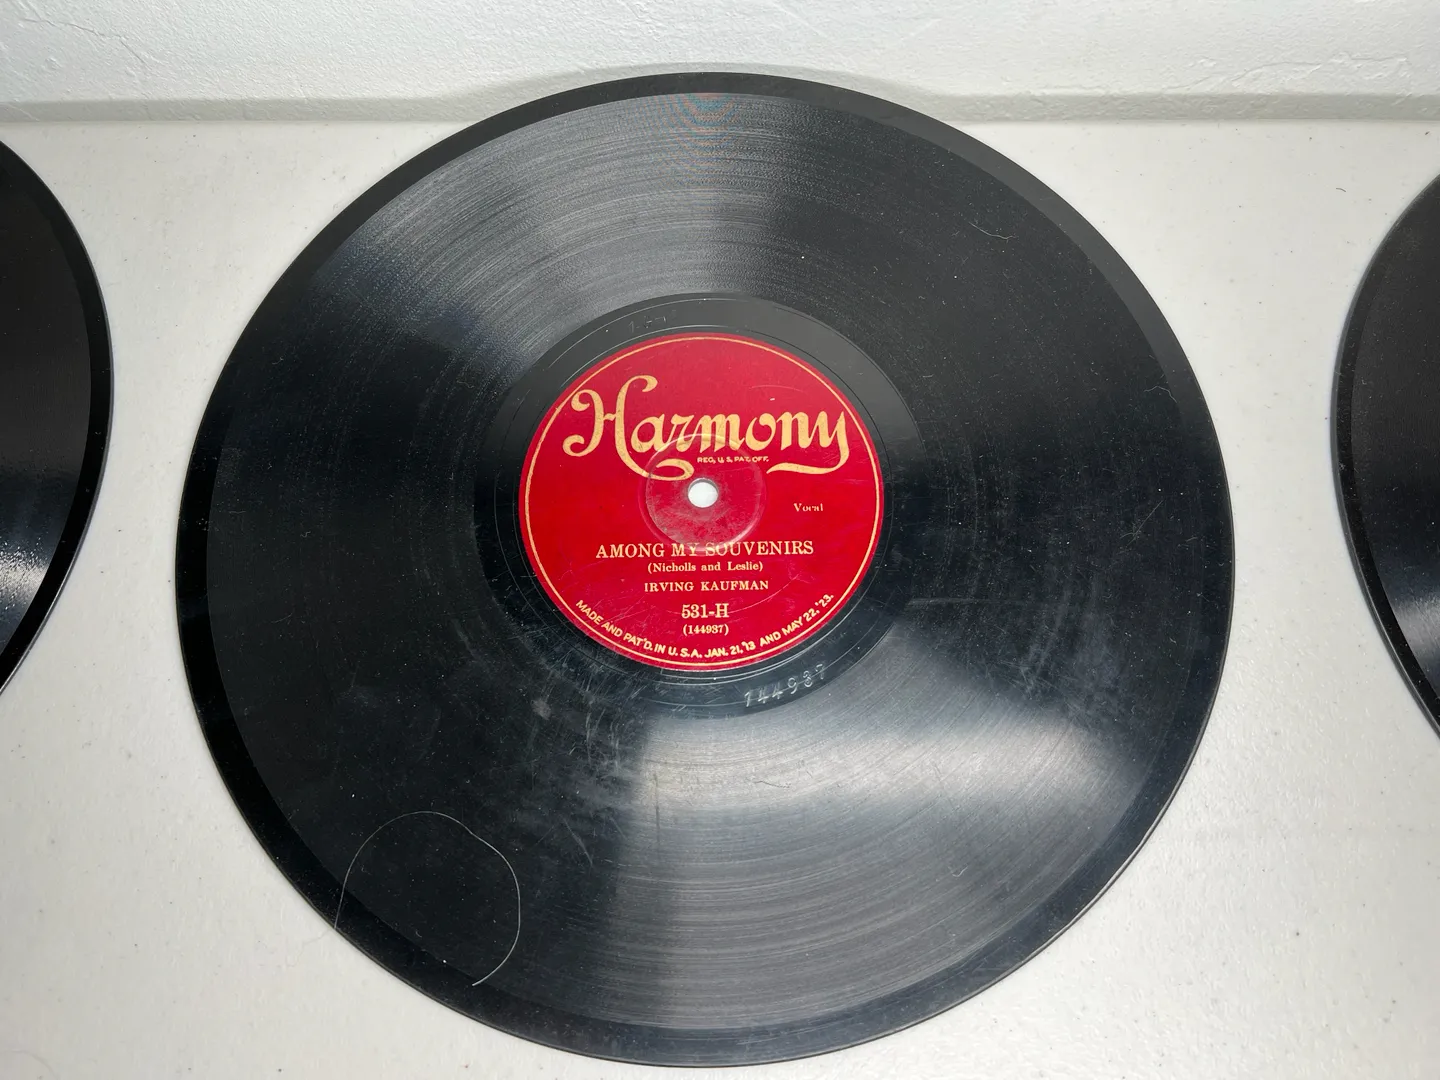 Harmony
REG. U.S. PAT. OFF.
Vocal
AMONG MY SOUVENIRS
(Nicholls and Leslie)
IRVING KAUFMAN
531-H
(144937)
MADE AND PAT'D. IN U.S.A. JAN. 21, '13 AND MAY 22, '23.
144937